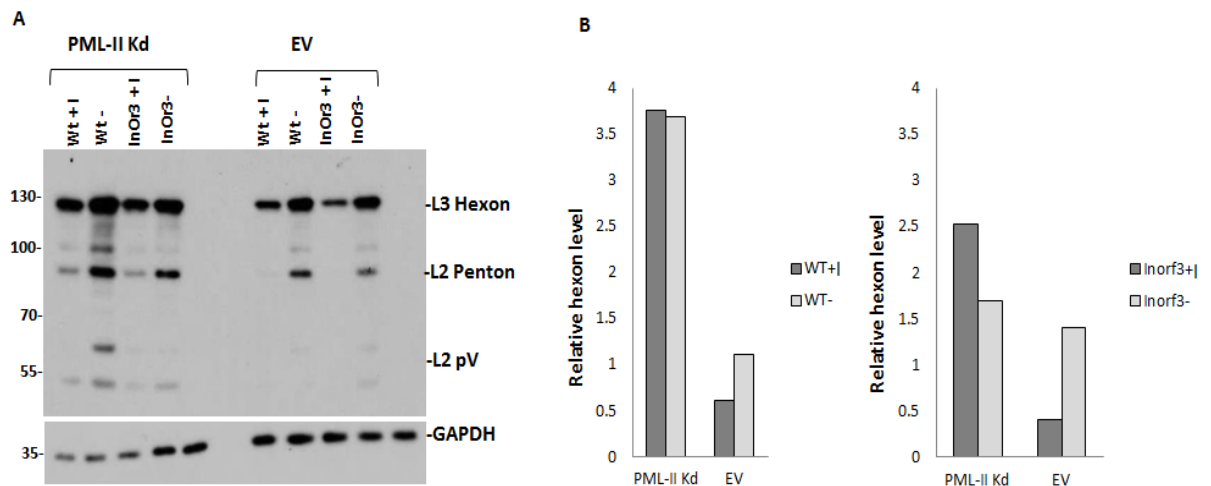 A
PML-II Kd
EV
Wt + I
Wt -
InOr3 + I
InOr3-
Wt + I
Wt -
InOr3 + I
InOr3-
130-
100-
70-
55-
35-
-L3 Hexon
-L2 Penton
-L2 pV
-GAPDH
B
Relative hexon level
4
3.5
3
2.5
2
1.5
1
0.5
0
PML-II Kd
EV
WT+I
WT-
Relative hexon level
4
3.5
3
2.5
2
1.5
1
0.5
0
PML-II Kd
EV
Inorf3+I
Inorf3-